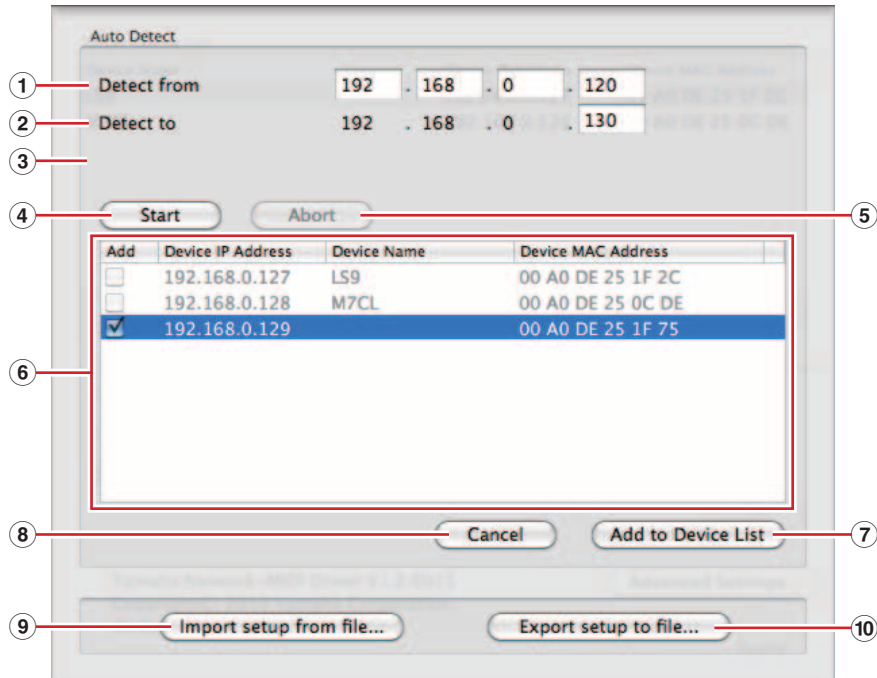 Auto Detect
1 Detect from 192 . 168 . 0 . 120
2 Detect to 192 . 168 . 0 . 130
3
4 Start Abort 5
Add Device IP Address Device Name Device MAC Address
192.168.0.127 LS9 00 A0 DE 25 1F 2C
192.168.0.128 M7CL 00 A0 DE 25 0C DE
192.168.0.129 00 A0 DE 25 1F 75
6
8 Cancel Add to Device List 7
9 Import setup from file... Export setup to file... 10